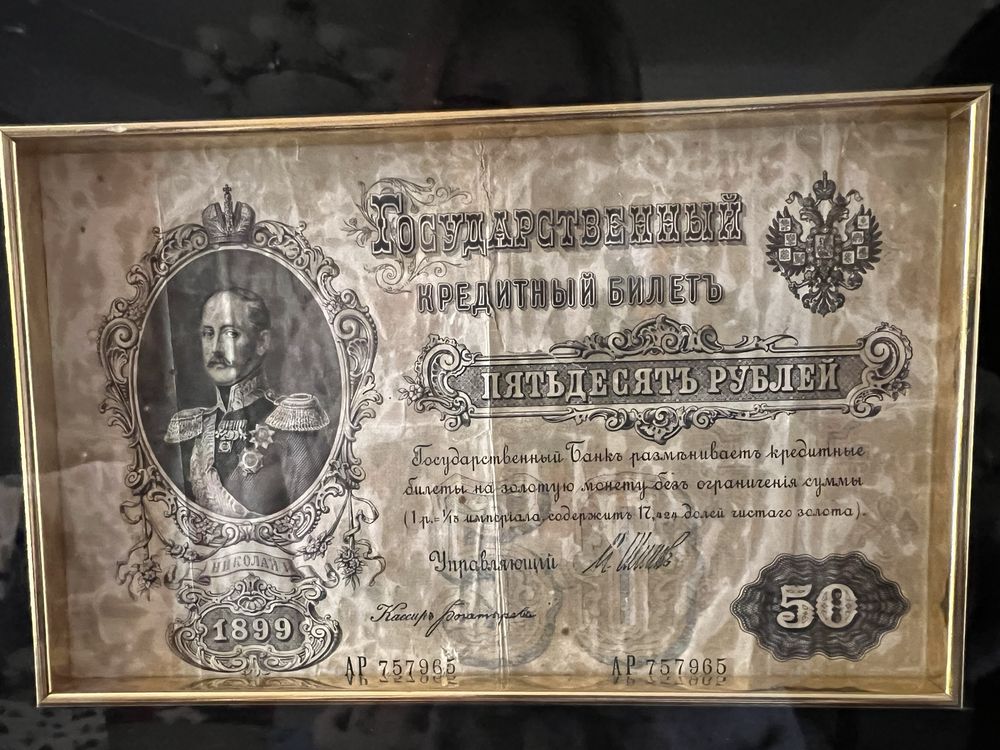 Государственный
кредитный билетъ
пятьдесятъ рублей
Государственный Банкъ размѣниваетъ кредитные
билеты на золотую монету безъ ограниченія суммы
(1 р.= 1/15 имперіала, содержитъ 17,424 долей чистаго золота).
Управляющій
Кассиръ
50
НИКОЛАЙ I
1899
АР 757965
АР 757965